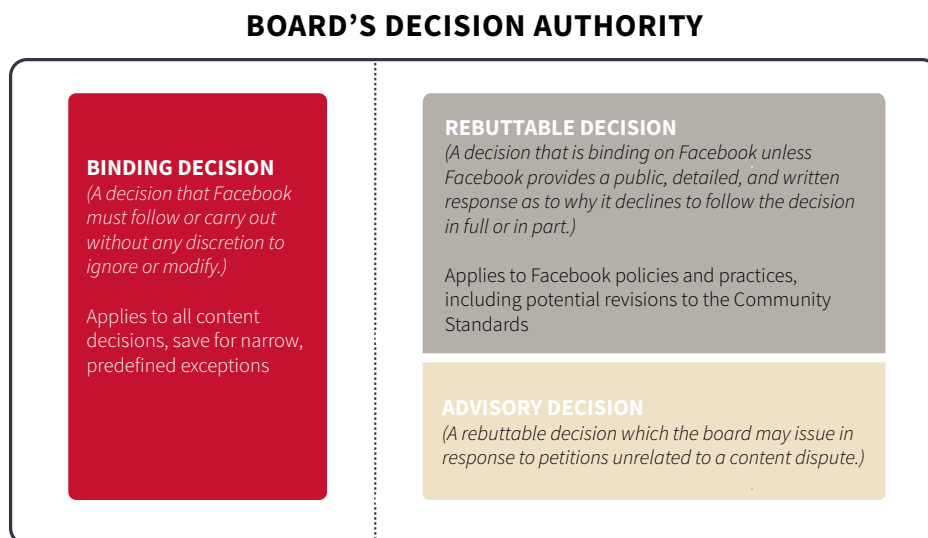 BOARD’S DECISION AUTHORITY
BINDING DECISION
(A decision that Facebook
must follow or carry out
without any discretion to
ignore or modify.)
Applies to all content
decisions, save for narrow,
predefined exceptions
REBUTTABLE DECISION
(A decision that is binding on Facebook unless
Facebook provides a public, detailed, and written
response as to why it declines to follow the decision
in full or in part.)
Applies to Facebook policies and practices,
including potential revisions to the Community
Standards
ADVISORY DECISION
(A rebuttable decision which the board may issue in
response to petitions unrelated to a content dispute.)